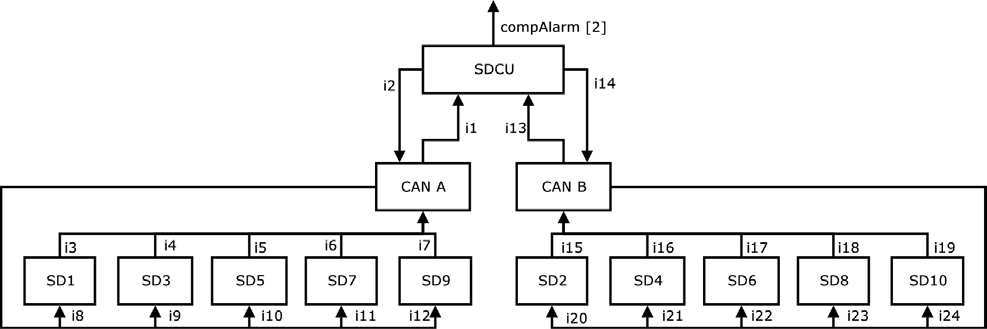 compAlarm [2]
SDCU
i2
i14
i1
i13
CAN A
CAN B
i3
i4
i5
i6
i7
i15
i16
i17
i18
i19
SD1
SD3
SD5
SD7
SD9
SD2
SD4
SD6
SD8
SD10
i8
i9
i10
i11
i12
i20
i21
i22
i23
i24